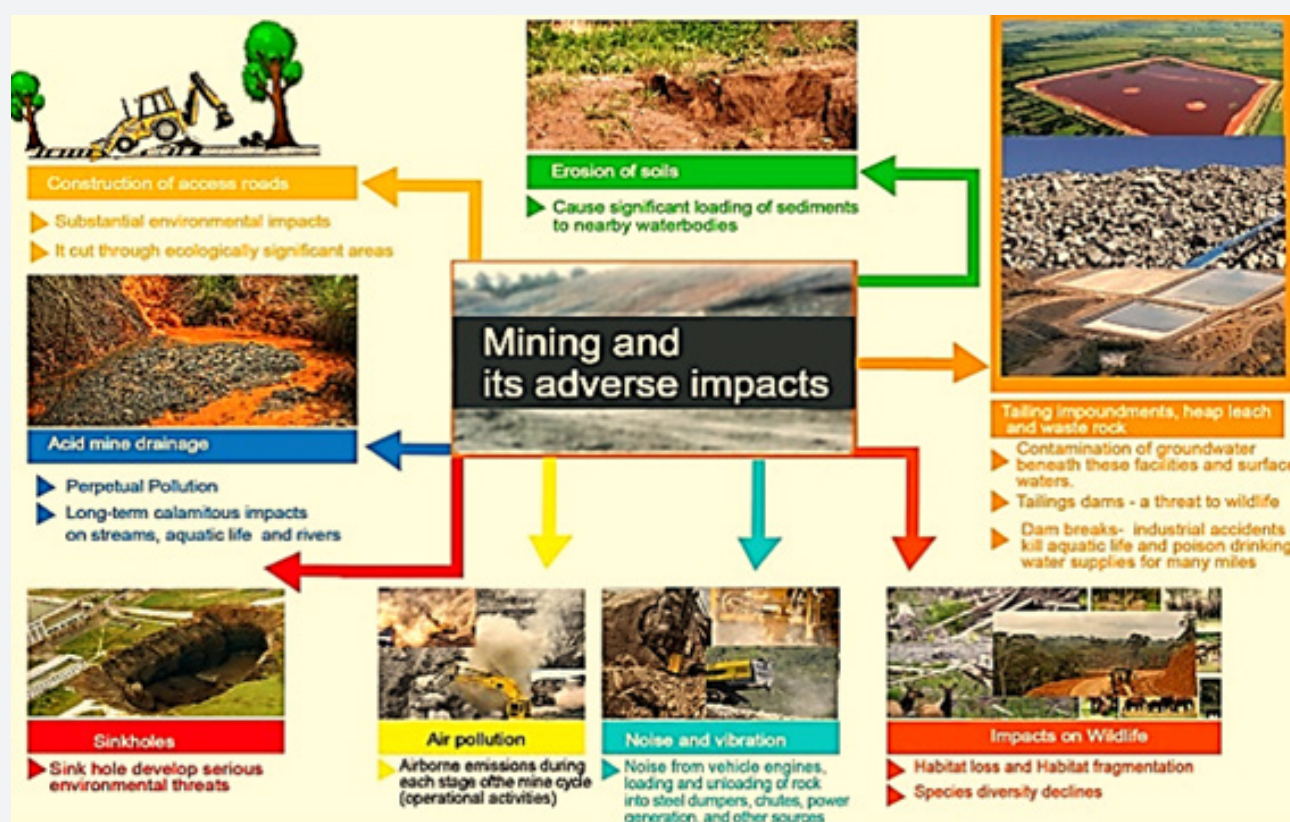 Mining and
its adverse impacts
Construction of access roads
Substantial environmental impacts
It cut through ecologically significant areas
Erosion of soils
Cause significant loading of sediments
to nearby waterbodies
Tailing impoundments, heap leach
and waste rock
Contamination of groundwater
beneath these facilities and surface
waters.
Tailings dams - a threat to wildlife
Dam breaks- industrial accidents
kill aquatic life and poison drinking
water supplies for many miles
Acid mine drainage
Perpetual Pollution
Long-term calamitous impacts
on streams, aquatic life and rivers
Sinkholes
Sink hole develop serious
environmental threats
Air pollution
Airborne emissions during
each stage ofthe mine cycle
(operational activities)
Noise and vibration
Noise from vehicle engines,
loading and unloading of rock
into steel dumpers, chutes, power
generation, and other sources
Impacts on Wildlife
Habitat loss and Habitat fragmentation
Species diversity declines